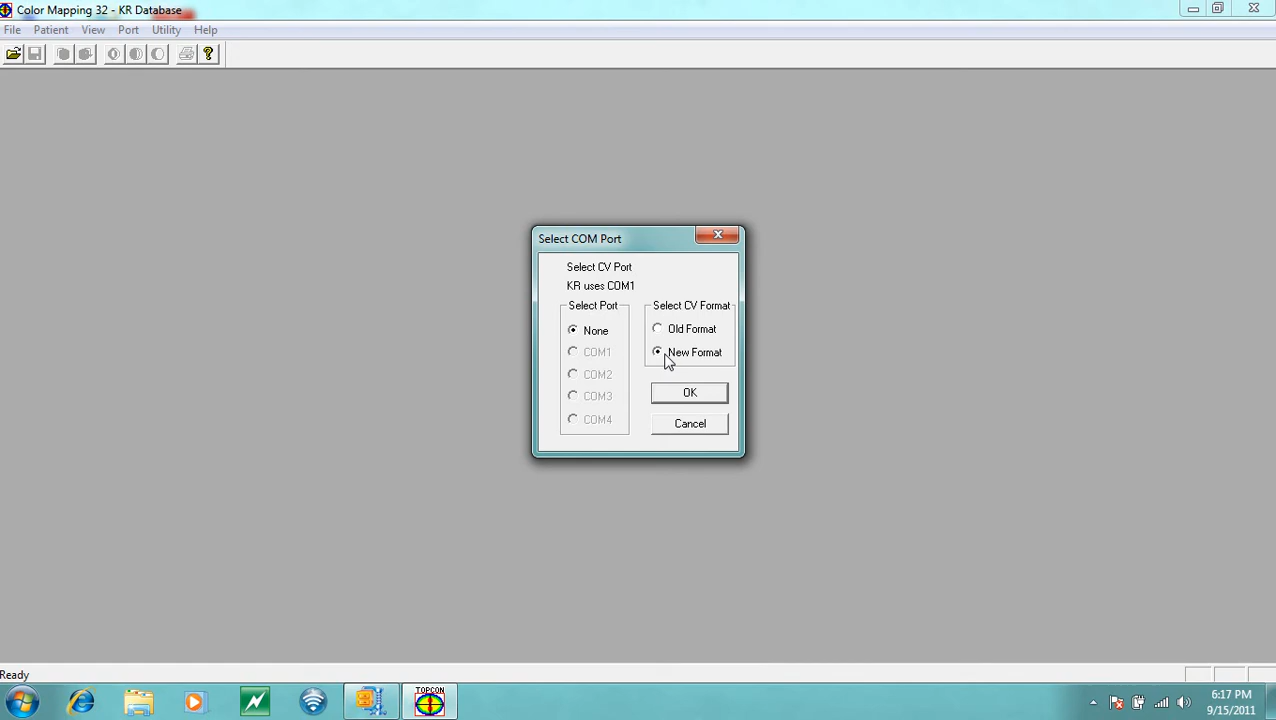 Color Mapping 32 - KR Database
File Patient View Port Utility Help
Select COM Port
Select CV Port
KR uses COM1
Select Port
None
COM1
COM2
COM3
COM4
Select CV Format
Old Format
New Format
OK
Cancel
Ready
TOPCON
6:17 PM
9/15/2011